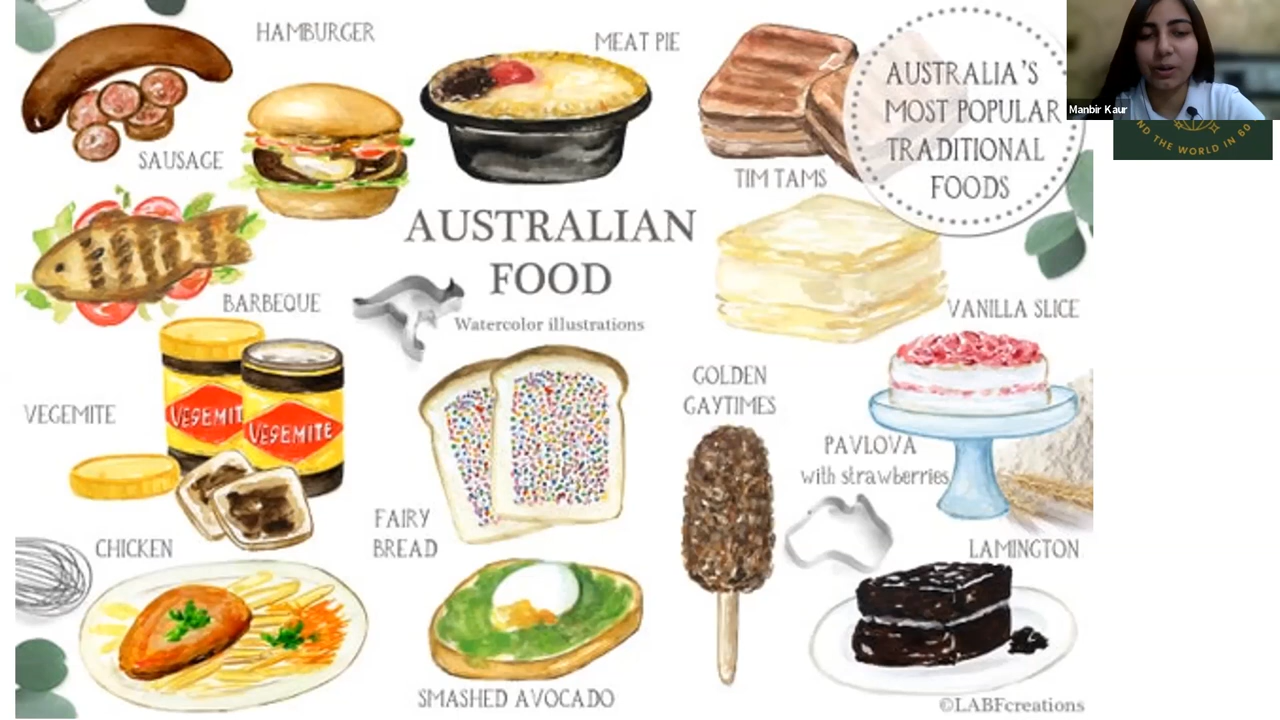 HAMBURGER
MEAT PIE
AUSTRALIA'S
MOST POPULAR
TRADITIONAL
FOODS
Manbir Kaur
ND THE WORLD IN 60
SAUSAGE
TIM TAMS
AUSTRALIAN
FOOD
Watercolor illustrations
BARBEQUE
VANILLA SLICE
VEGEMITE
VEGEMIT
VEGEMITE
GOLDEN
GAYTIMES
PAVLOVA
with strawberries
FAIRY
BREAD
CHICKEN
LAMINGTON
SMASHED AVOCADO
©LABFcreations